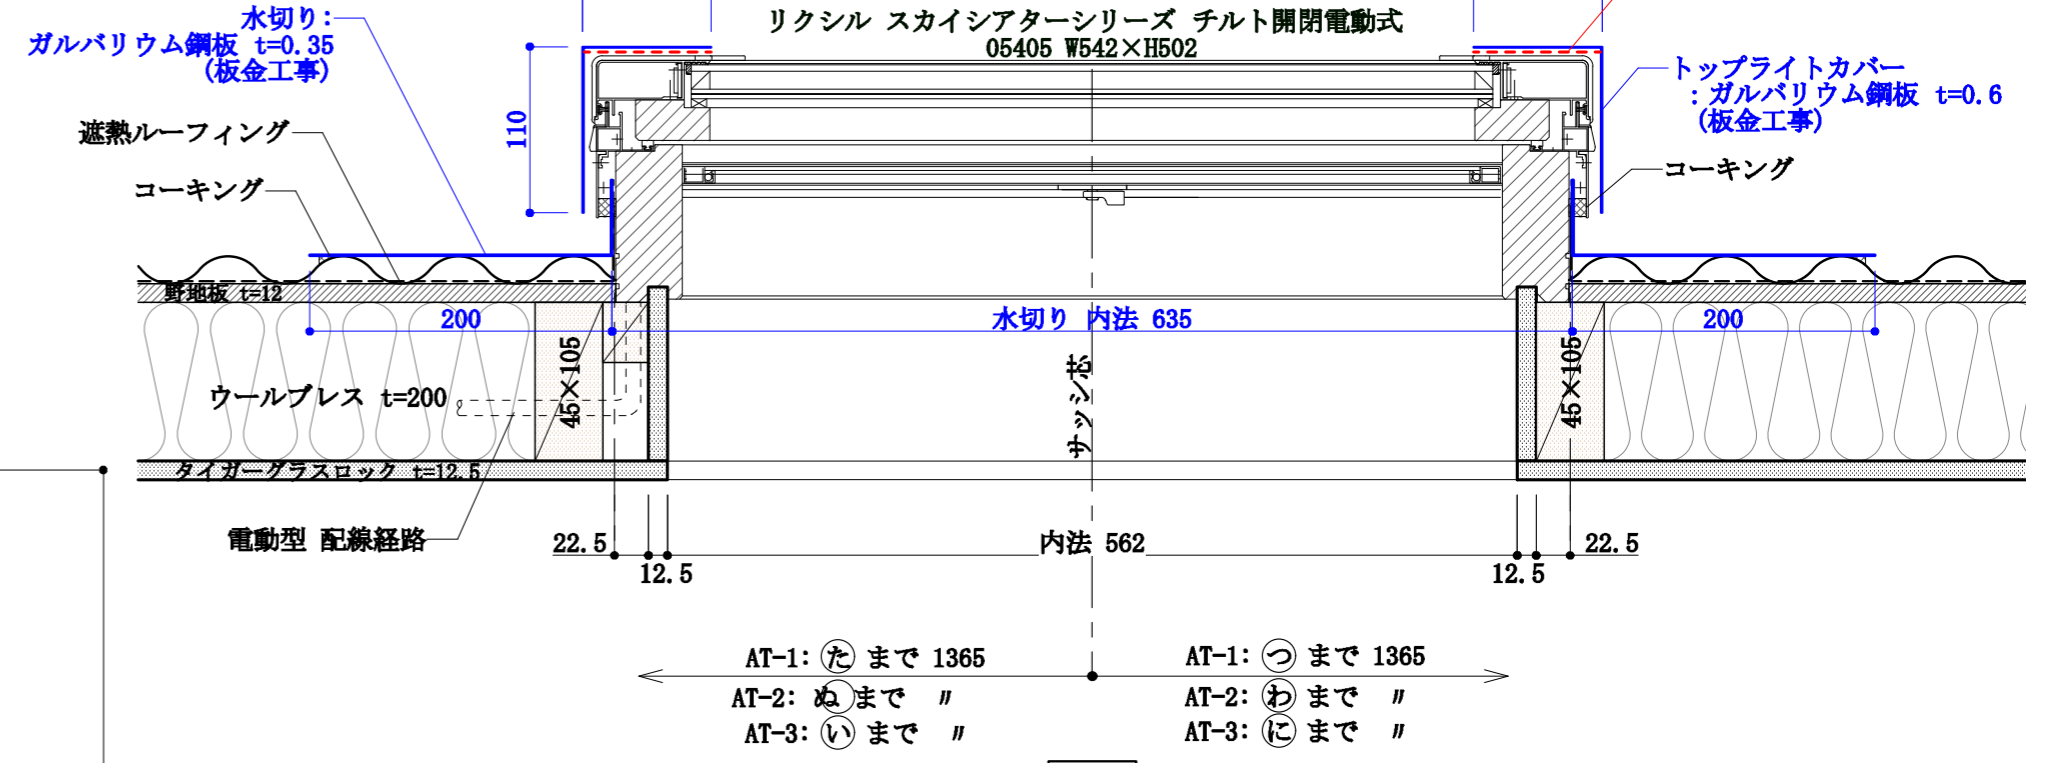 リクシル スカイシアターシリーズ チルト開閉電動式
05405 W542×H502
水切り:
ガルバリウム鋼板 t=0.35
(板金工事)
遮熱ルーフィング
コーキング
110
トップライトカバー
: ガルバリウム鋼板 t=0.6
(板金工事)
コーキング
野地板 t=12
200
水切り 内法 635
200
45×105
サッシ芯
45×105
ウールブレス t=200
タイガーグラスロック t=12.5
電動型 配線経路
22.5
内法 562
22.5
12.5
12.5
AT-1: た まで 1365
AT-2: ぬ まで 〃
AT-3: い まで 〃
AT-1: つ まで 1365
AT-2: わ まで 〃
AT-3: に まで 〃